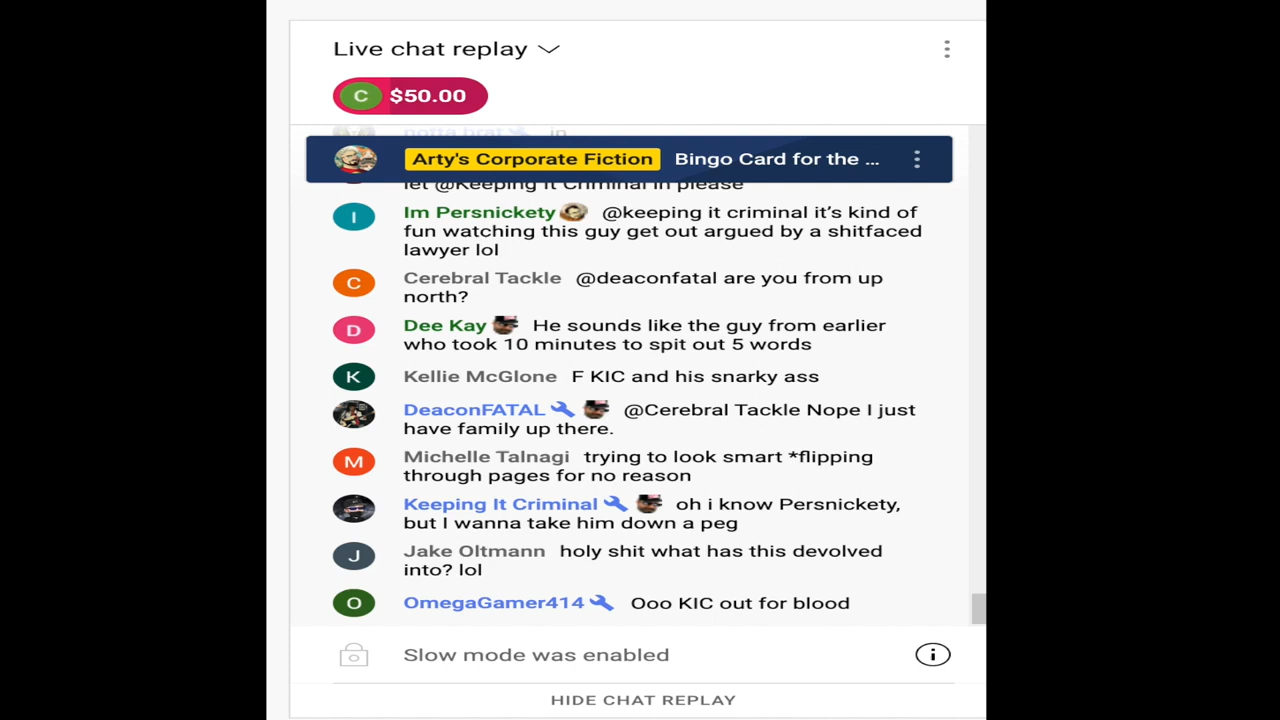 Live chat replay
C $50.00
notta brat in
Arty's Corporate Fiction Bingo Card for the ...
let @Keeping It Criminal in please
I Im Persnickety @keeping it criminal it’s kind of
fun watching this guy get out argued by a shitfaced
lawyer lol
C Cerebral Tackle @deaconfatal are you from up
north?
D Dee Kay He sounds like the guy from earlier
who took 10 minutes to spit out 5 words
K Kellie McGlone F KIC and his snarky ass
DeaconFATAL @Cerebral Tackle Nope I just
have family up there.
M Michelle Talnagi trying to look smart *flipping
through pages for no reason
Keeping It Criminal oh i know Persnickety,
but I wanna take him down a peg
J Jake Oltmann holy shit what has this devolved
into? lol
O OmegaGamer414 Ooo KIC out for blood
Slow mode was enabled
HIDE CHAT REPLAY